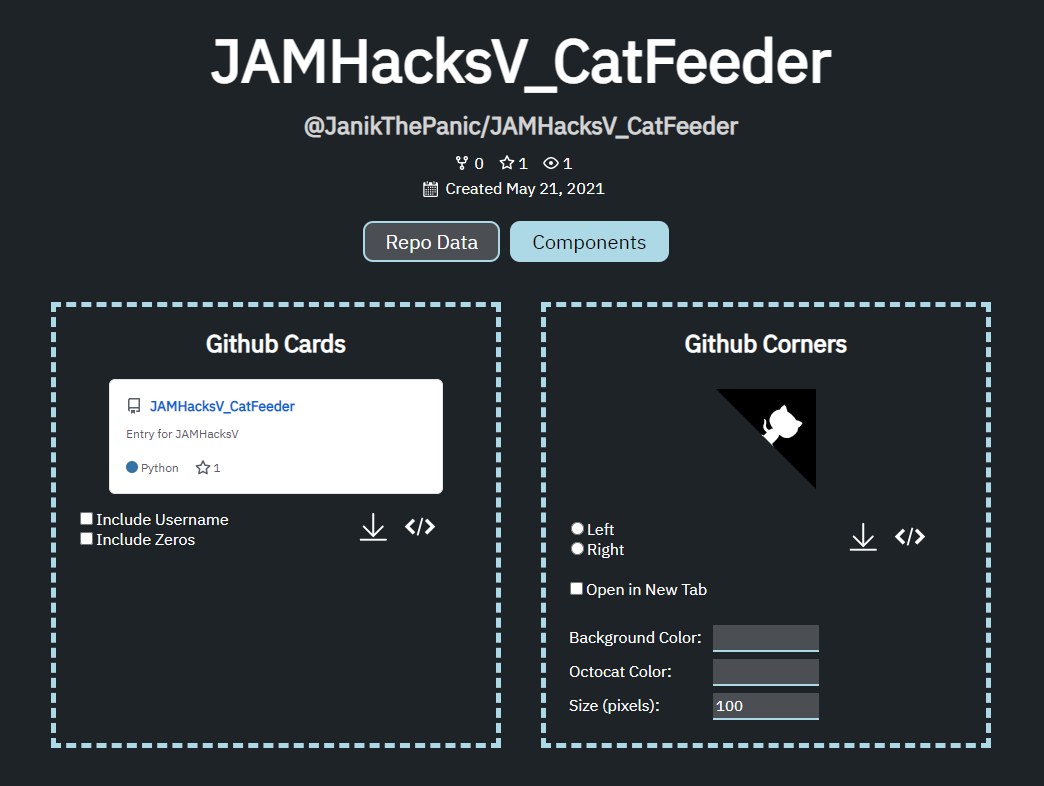 JAMHacksV_CatFeeder
@JanikThePanic/JAMHacksV_CatFeeder
0 1 1
Created May 21, 2021
Repo Data Components
Github Cards
JAMHacksV_CatFeeder
Entry for JAMHacksV
Python 1
Include Username
Include Zeros
</>
Github Corners
Left
Right
</>
Open in New Tab
Background Color:
Octocat Color:
Size (pixels): 100